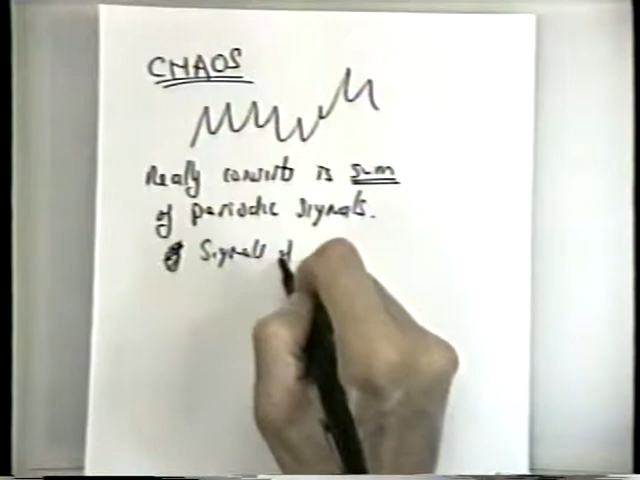 CHAOS
Really consists is sum
of periodic signals.
Signals of